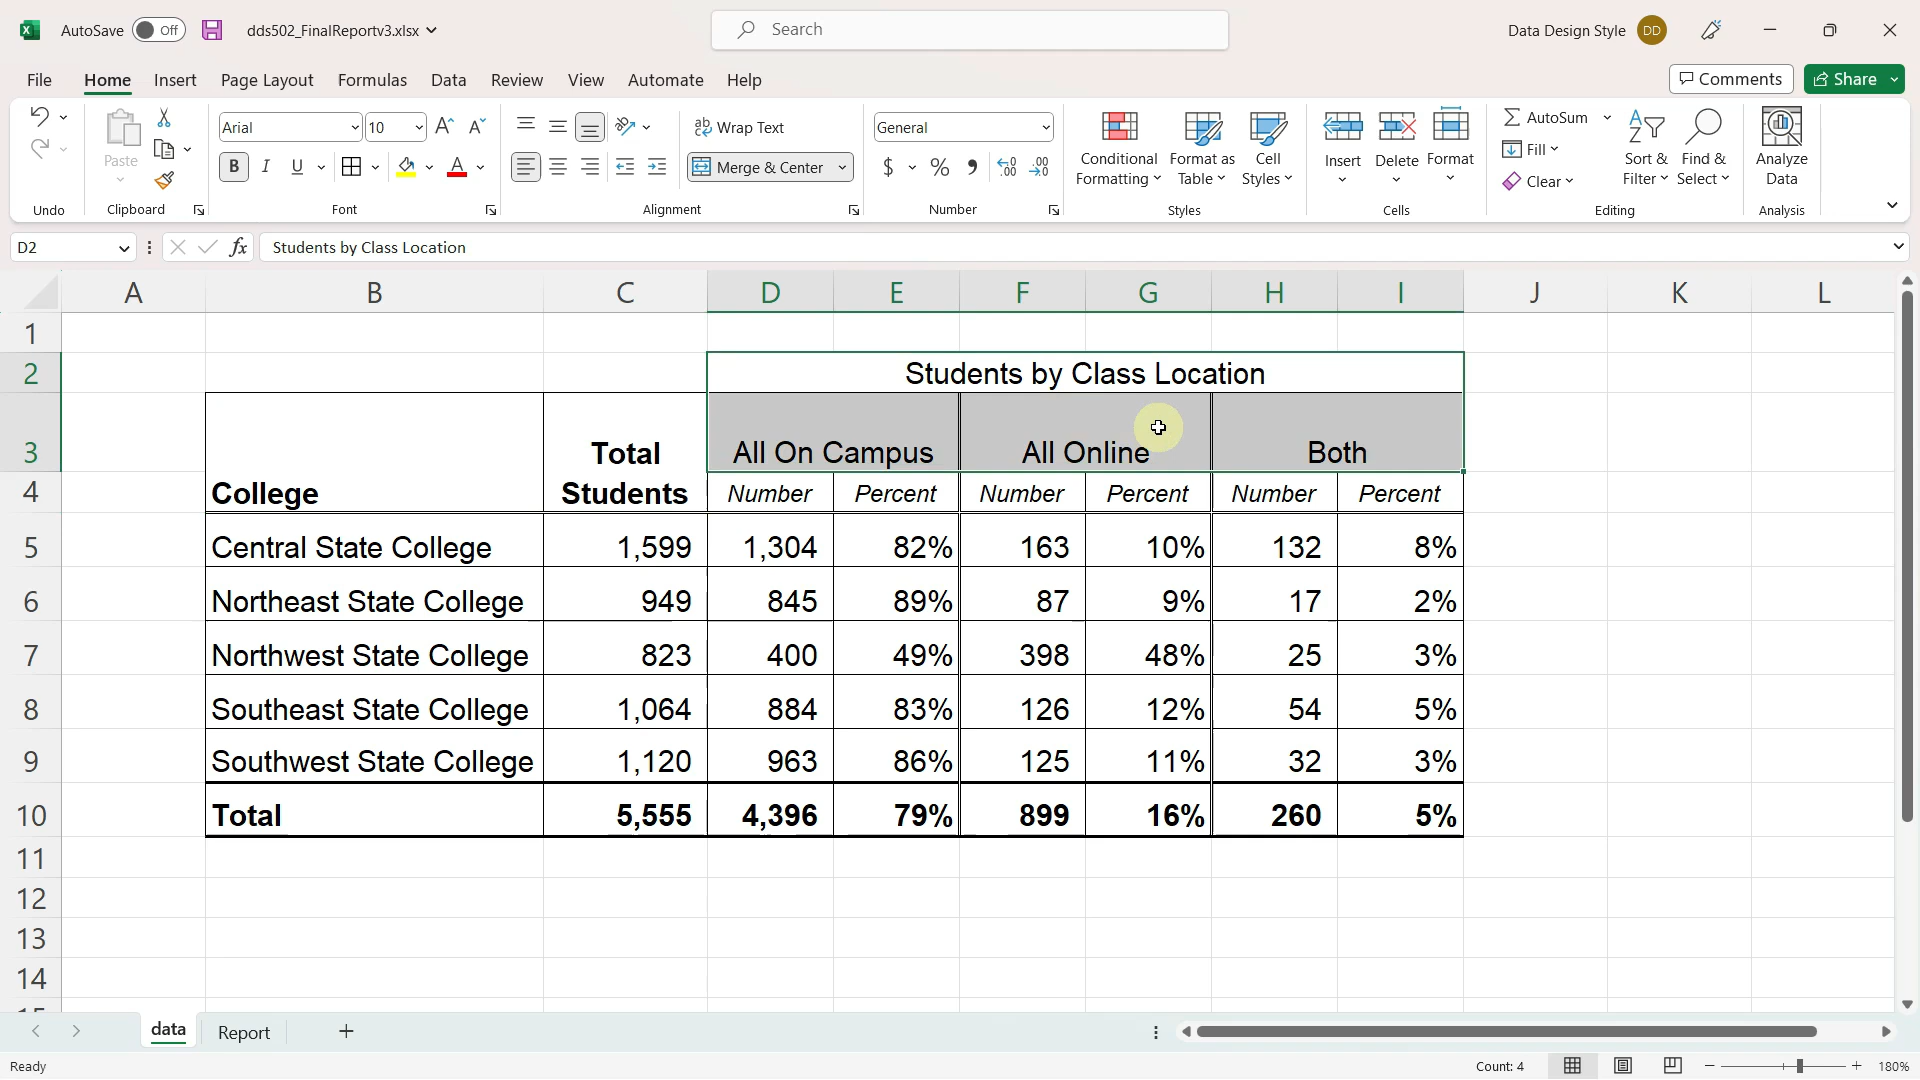 AutoSave Off dds502_FinalReportv3.xlsx Search Data Design Style DD
File Home Insert Page Layout Formulas Data Review View Automate Help Comments Share
Paste Arial 10 B I U A Wrap Text Merge & Center General $ % Conditional Formatting Format as Table Cell Styles Insert Delete Format AutoSum Fill Clear Sort & Filter Find & Select Analyze Data
Undo Clipboard Font Alignment Number Styles Cells Editing Analysis
D2 fx Students by Class Location
A B C D E F G H I J K L
1
2 Students by Class Location
3 Total All On Campus All Online Both
4 College Students Number Percent Number Percent Number Percent
5 Central State College 1,599 1,304 82% 163 10% 132 8%
6 Northeast State College 949 845 89% 87 9% 17 2%
7 Northwest State College 823 400 49% 398 48% 25 3%
8 Southeast State College 1,064 884 83% 126 12% 54 5%
9 Southwest State College 1,120 963 86% 125 11% 32 3%
10 Total 5,555 4,396 79% 899 16% 260 5%
11
12
13
14
data Report
Ready Count: 4 180%